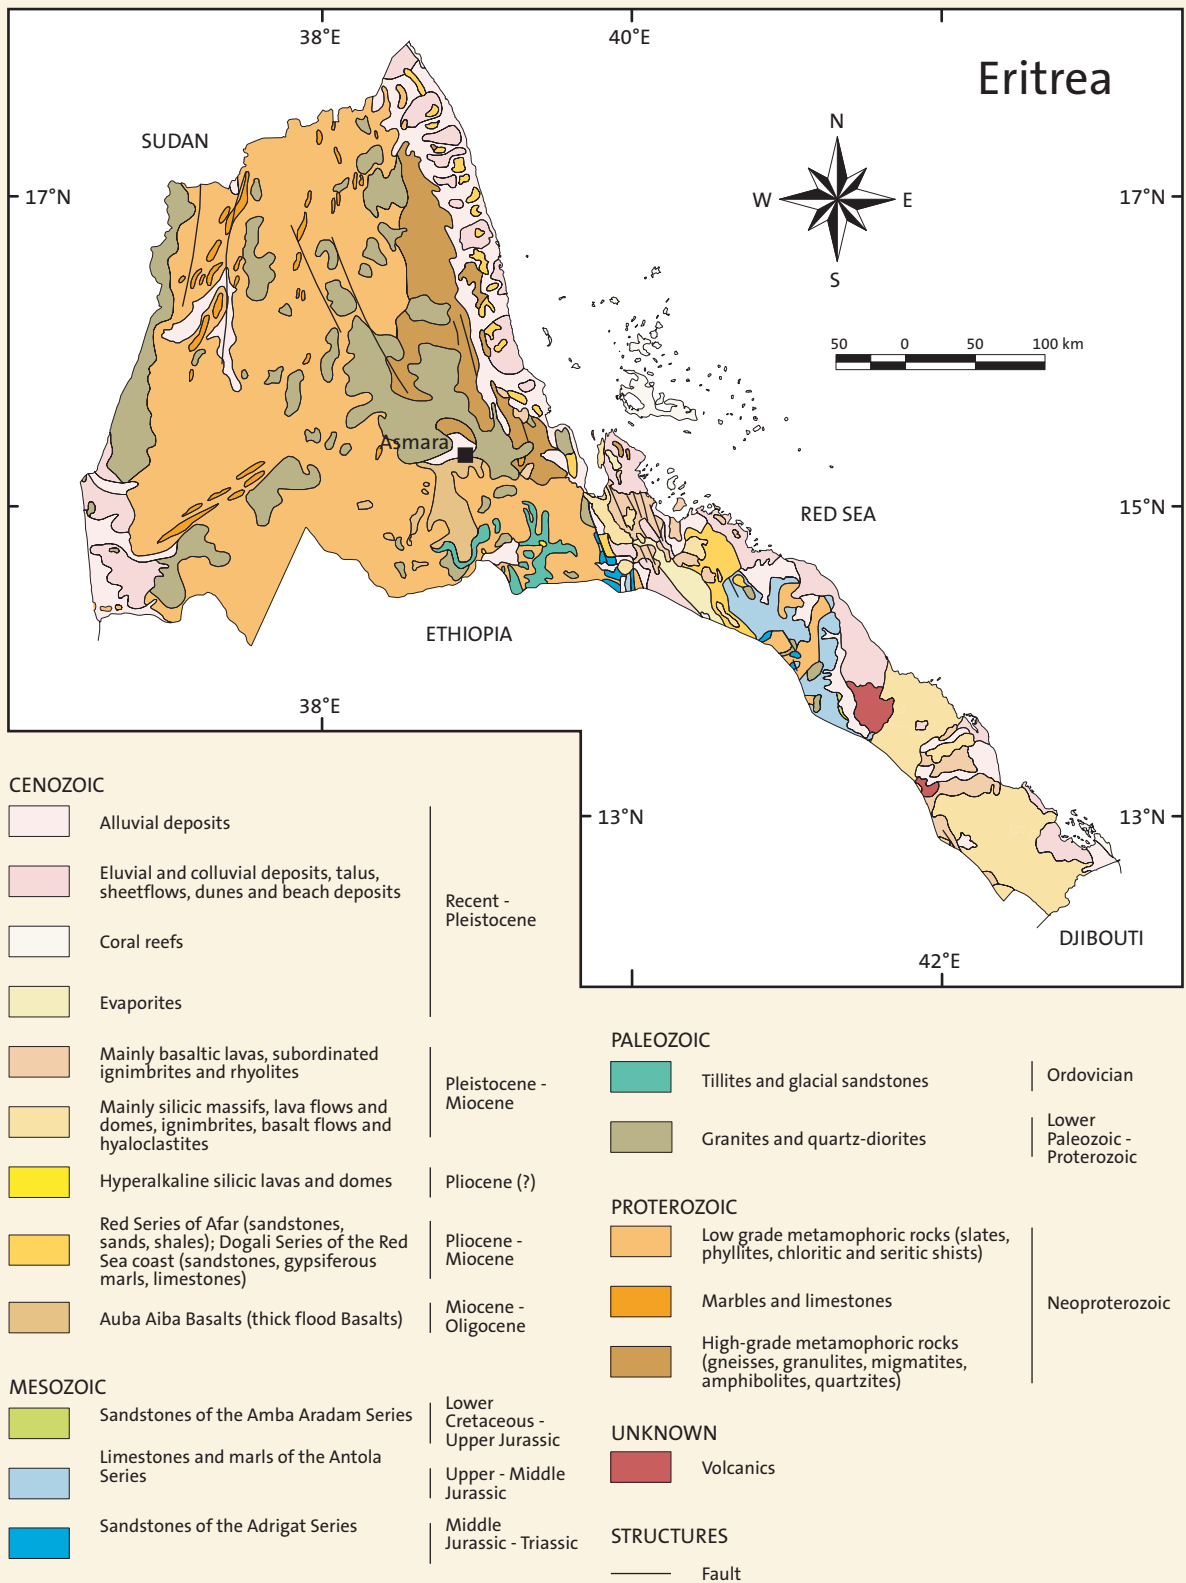 38°E
40°E
Eritrea
SUDAN
N
W
E
S
17°N
17°N
50
0
50
100 km
Asmara
RED SEA
15°N
ETHIOPIA
38°E
13°N
13°N
DJIBOUTI
42°E
CENOZOIC
Alluvial deposits
Eluvial and colluvial deposits, talus,
sheetflows, dunes and beach deposits
Coral reefs
Evaporites
Recent -
Pleistocene
Mainly basaltic lavas, subordinated
ignimbrites and rhyolites
Mainly silicic massifs, lava flows and
domes, ignimbrites, basalt flows and
hyaloclastites
Pleistocene -
Miocene
Hyperalkaline silicic lavas and domes
Pliocene (?)
Red Series of Afar (sandstones,
sands, shales); Dogali Series of the Red
Sea coast (sandstones, gypsiferous
marls, limestones)
Pliocene -
Miocene
Auba Aiba Basalts (thick flood Basalts)
Miocene -
Oligocene
MESOZOIC
Sandstones of the Amba Aradam Series
Lower
Cretaceous -
Upper Jurassic
Limestones and marls of the Antola
Series
Upper - Middle
Jurassic
Sandstones of the Adrigat Series
Middle
Jurassic - Triassic
PALEOZOIC
Tillites and glacial sandstones
Ordovician
Granites and quartz-diorites
Lower
Paleozoic -
Proterozoic
PROTEROZOIC
Low grade metamophoric rocks (slates,
phyllites, chloritic and seritic shists)
Marbles and limestones
High-grade metamophoric rocks
(gneisses, granulites, migmatites,
amphibolites, quartzites)
Neoproterozoic
UNKNOWN
Volcanics
STRUCTURES
Fault